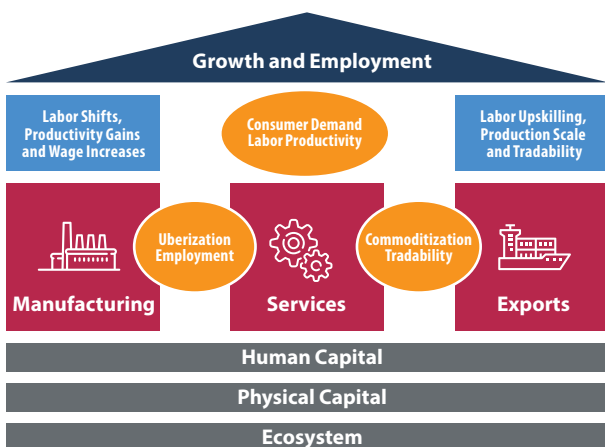 Growth and Employment
Labor Shifts,
Productivity Gains
and Wage Increases
Consumer Demand
Labor Productivity
Labor Upskilling,
Production Scale
and Tradability
Uberization
Employment
Commoditization
Tradability
Manufacturing
Services
Exports
Human Capital
Physical Capital
Ecosystem